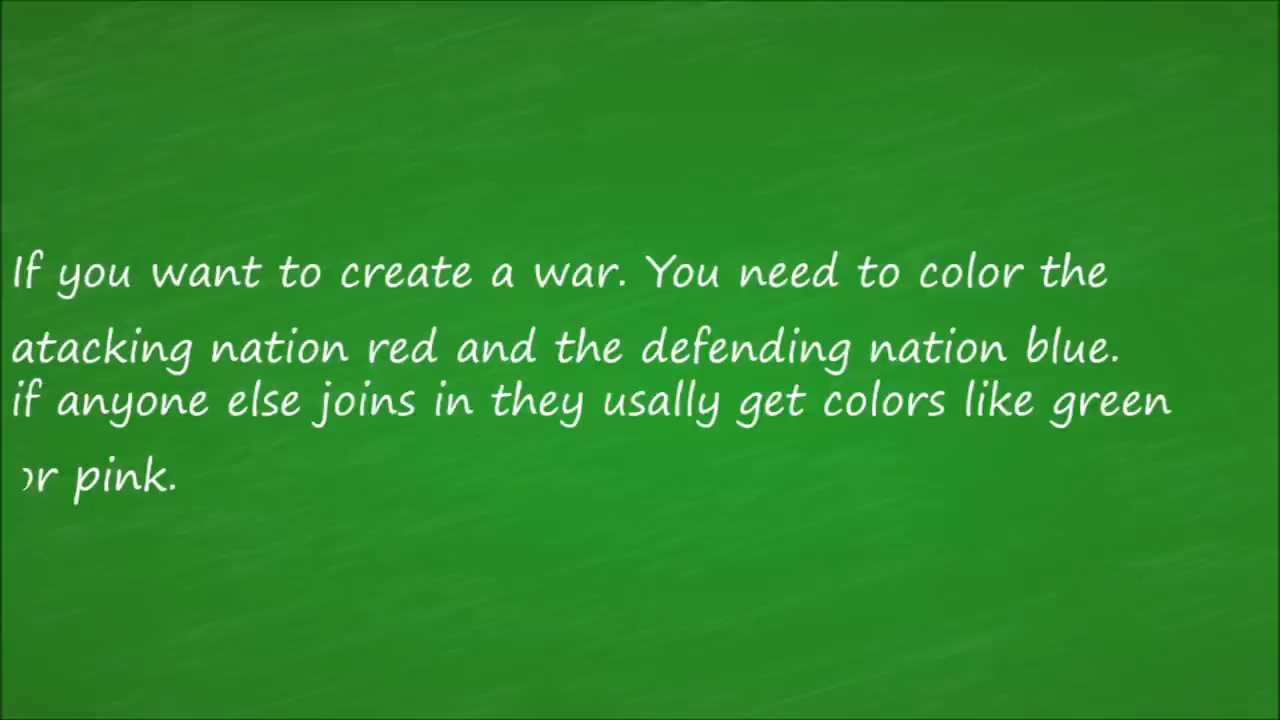 If you want to create a war. You need to color the
atacking nation red and the defending nation blue.
if anyone else joins in they usally get colors like green
or pink.